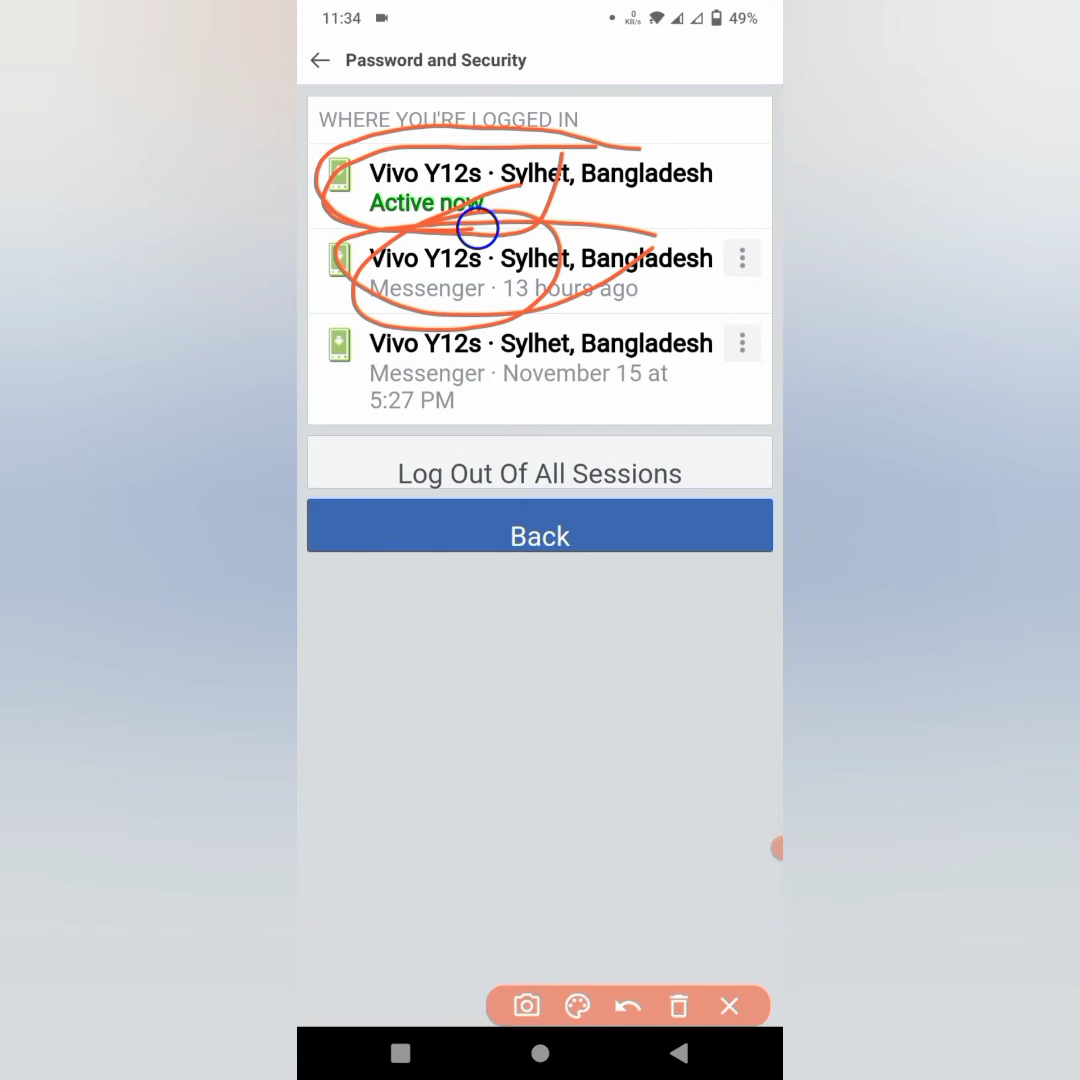 11:34
0 KB/s 49%
Password and Security
WHERE YOU'RE LOGGED IN
Vivo Y12s · Sylhet, Bangladesh
Active now
Vivo Y12s · Sylhet, Bangladesh
Messenger · 13 hours ago
Vivo Y12s · Sylhet, Bangladesh
Messenger · November 15 at
5:27 PM
Log Out Of All Sessions
Back